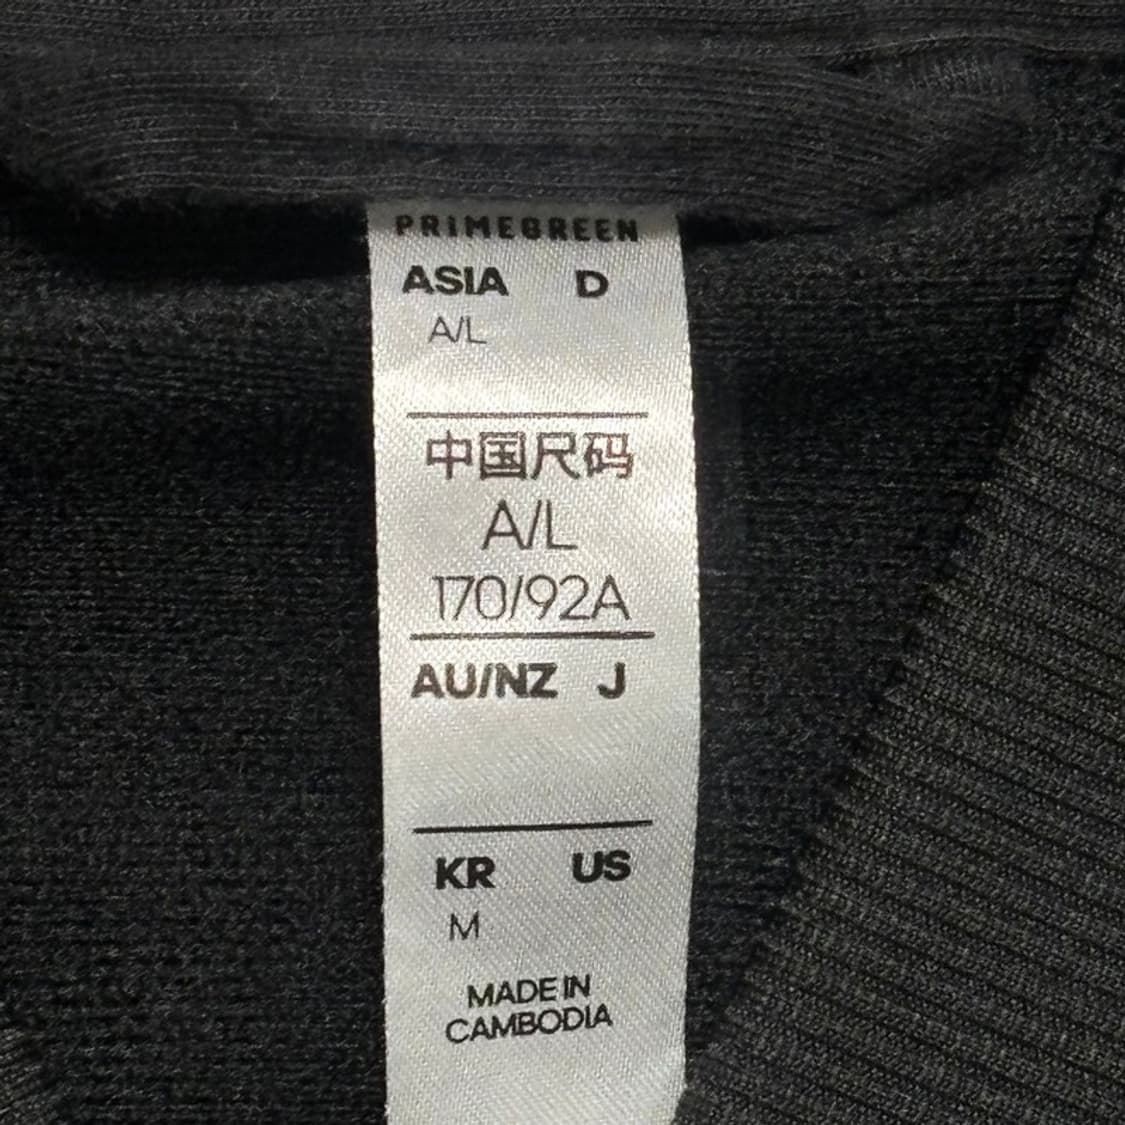 PRIMEGREEN
ASIA D
A/L
中国尺码
A/L
170/92A
AU/NZ J
KR US
M
MADE IN
CAMBODIA